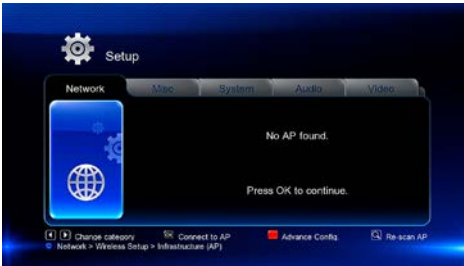 Setup
Network Misc System Audio Video
No AP found.
Press OK to continue.
Change category Connect to AP Advance Config. Re-scan AP
Network > Wireless Setup > Infrastructure (AP)